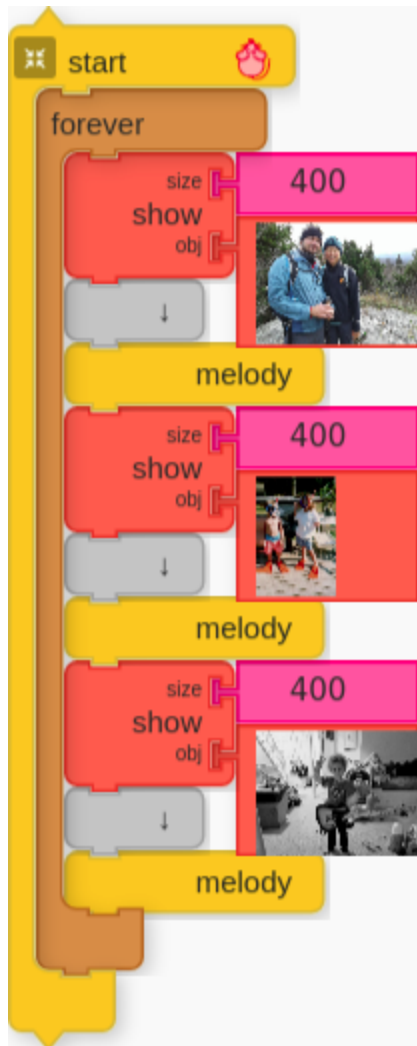 start
forever
size 400
show
obj
↓
melody
size 400
show
obj
↓
melody
size 400
show
obj
↓
melody